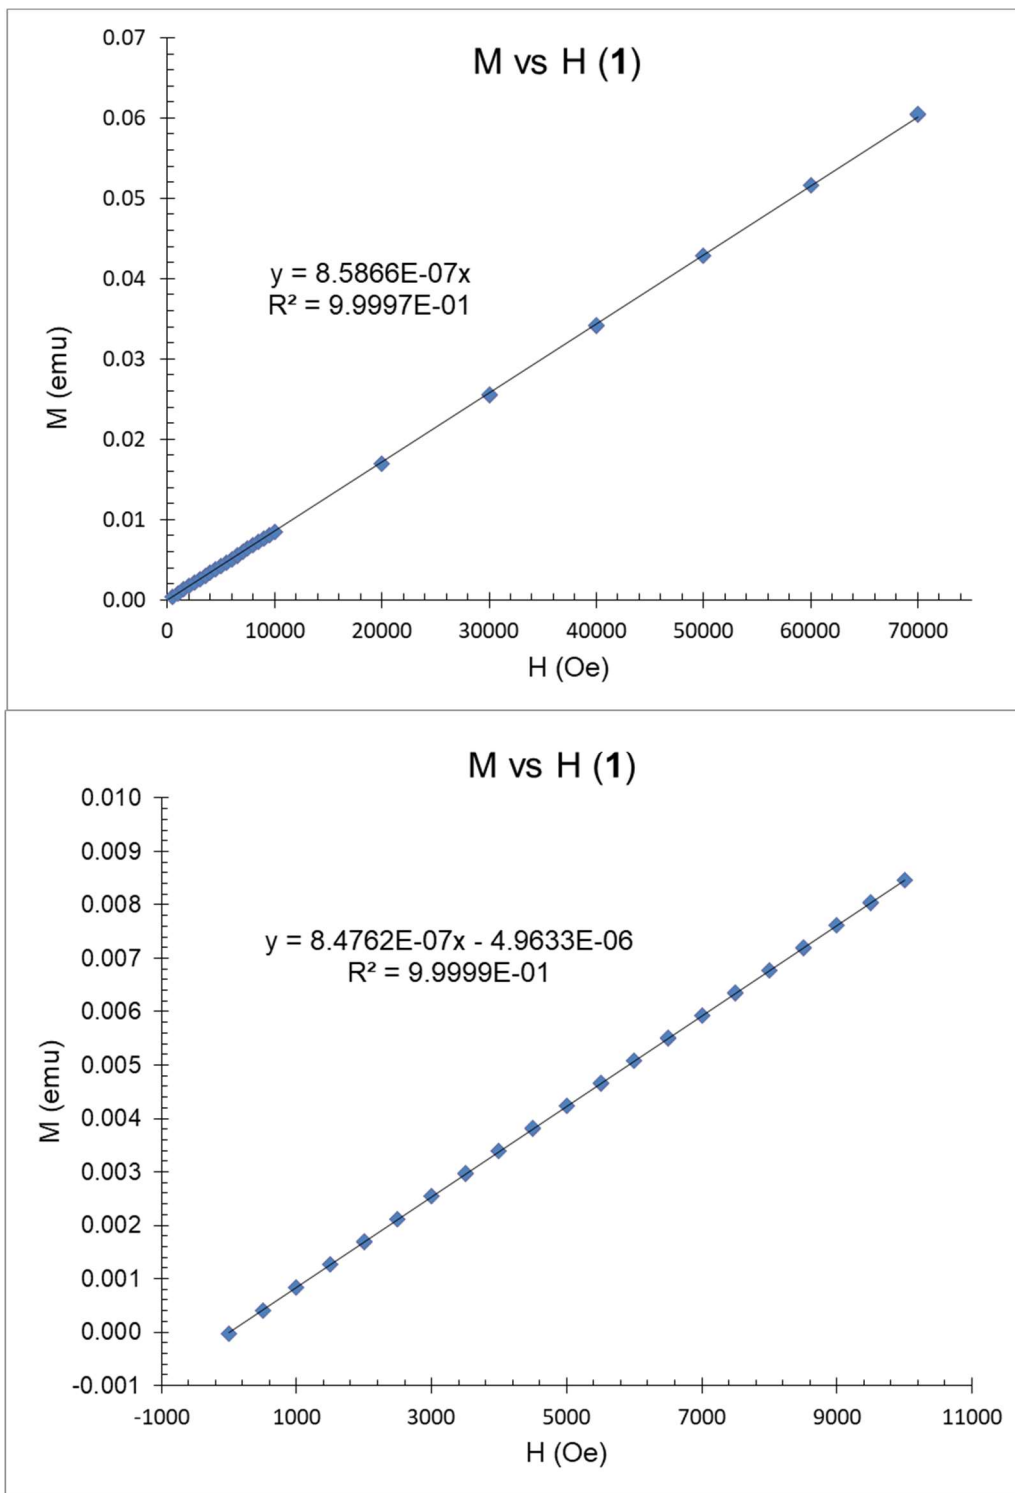 M vs H (1)
0.07
0.06
0.05
0.04
0.03
0.02
0.01
0.00
M (emu)
y = 8.5866E-07x
R² = 9.9997E-01
0 10000 20000 30000 40000 50000 60000 70000
H (Oe)
M vs H (1)
0.010
0.009
0.008
0.007
0.006
0.005
0.004
0.003
0.002
0.001
0.000
-0.001
M (emu)
y = 8.4762E-07x - 4.9633E-06
R² = 9.9999E-01
-1000 1000 3000 5000 7000 9000 11000
H (Oe)